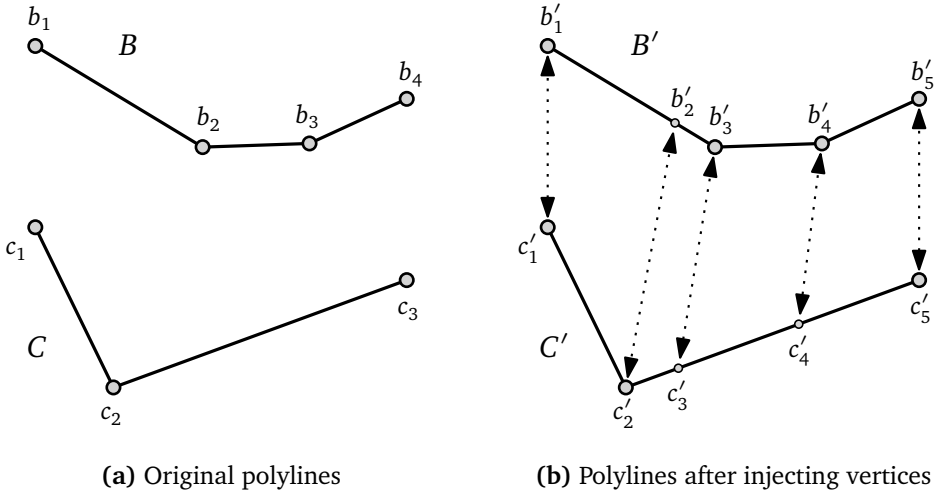 b₁
B
b₂
b₃
b₄
c₁
C
c₂
c₃
(a) Original polylines
b′₁
B′
b′₂
b′₃
b′₄
b′₅
c′₁
C′
c′₂
c′₃
c′₄
c′₅
(b) Polylines after injecting vertices